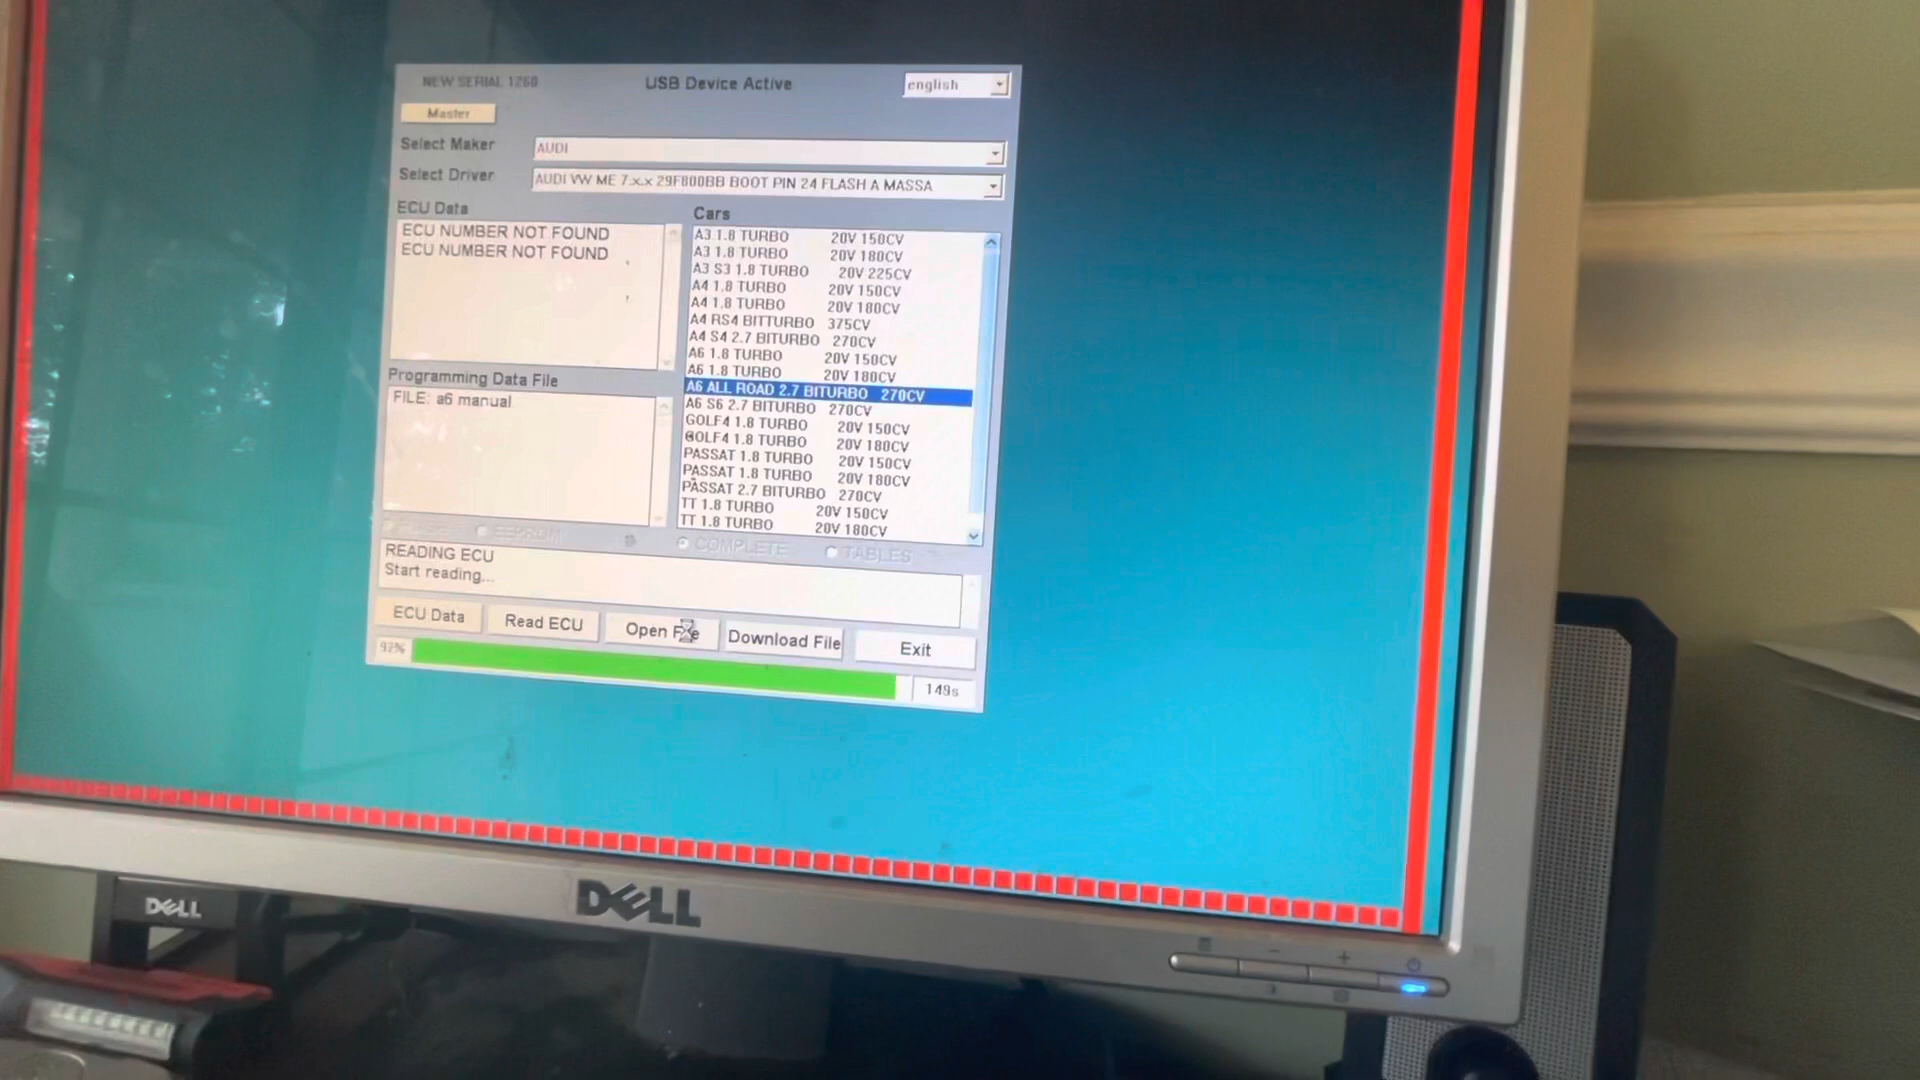 NEW SERIAL 1260
USB Device Active
english
Master
Select Maker
AUDI
Select Driver
AUDI VW ME 7.x.x 29F800BB BOOT PIN 24 FLASH A MASSA
ECU Data
ECU NUMBER NOT FOUND
ECU NUMBER NOT FOUND
Cars
A3 1.8 TURBO 20V 150CV
A3 1.8 TURBO 20V 180CV
A3 S3 1.8 TURBO 20V 225CV
A4 1.8 TURBO 20V 150CV
A4 1.8 TURBO 20V 180CV
A4 RS4 BITTURBO 375CV
A4 S4 2.7 BITURBO 270CV
A6 1.8 TURBO 20V 150CV
A6 1.8 TURBO 20V 180CV
A6 ALL ROAD 2.7 BITURBO 270CV
A6 S6 2.7 BITURBO 270CV
GOLF4 1.8 TURBO 20V 150CV
GOLF4 1.8 TURBO 20V 180CV
PASSAT 1.8 TURBO 20V 150CV
PASSAT 1.8 TURBO 20V 180CV
PASSAT 2.7 BITURBO 270CV
TT 1.8 TURBO 20V 150CV
TT 1.8 TURBO 20V 180CV
Programming Data File
FILE: a6 manual
EEPROM
COMPLETE
TABLES
READING ECU
Start reading...
ECU Data
Read ECU
Open File
Download File
Exit
92%
149s
DELL
DELL